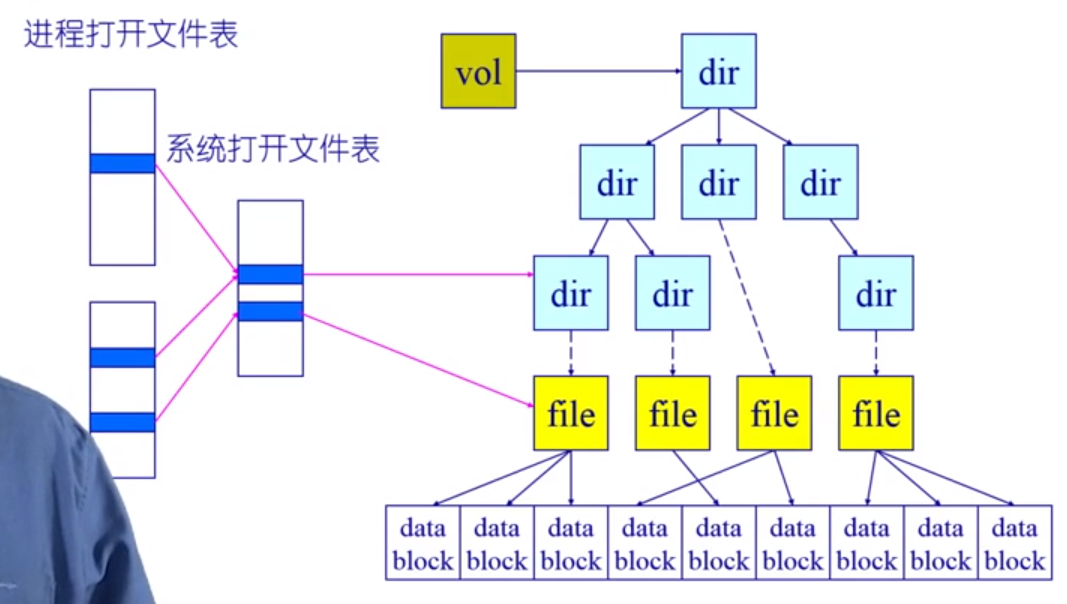 进程打开文件表
系统打开文件表
vol
dir
dir
dir
dir
dir
dir
dir
file
file
file
file
data
block
data
block
data
block
data
block
data
block
data
block
data
block
data
block
data
block